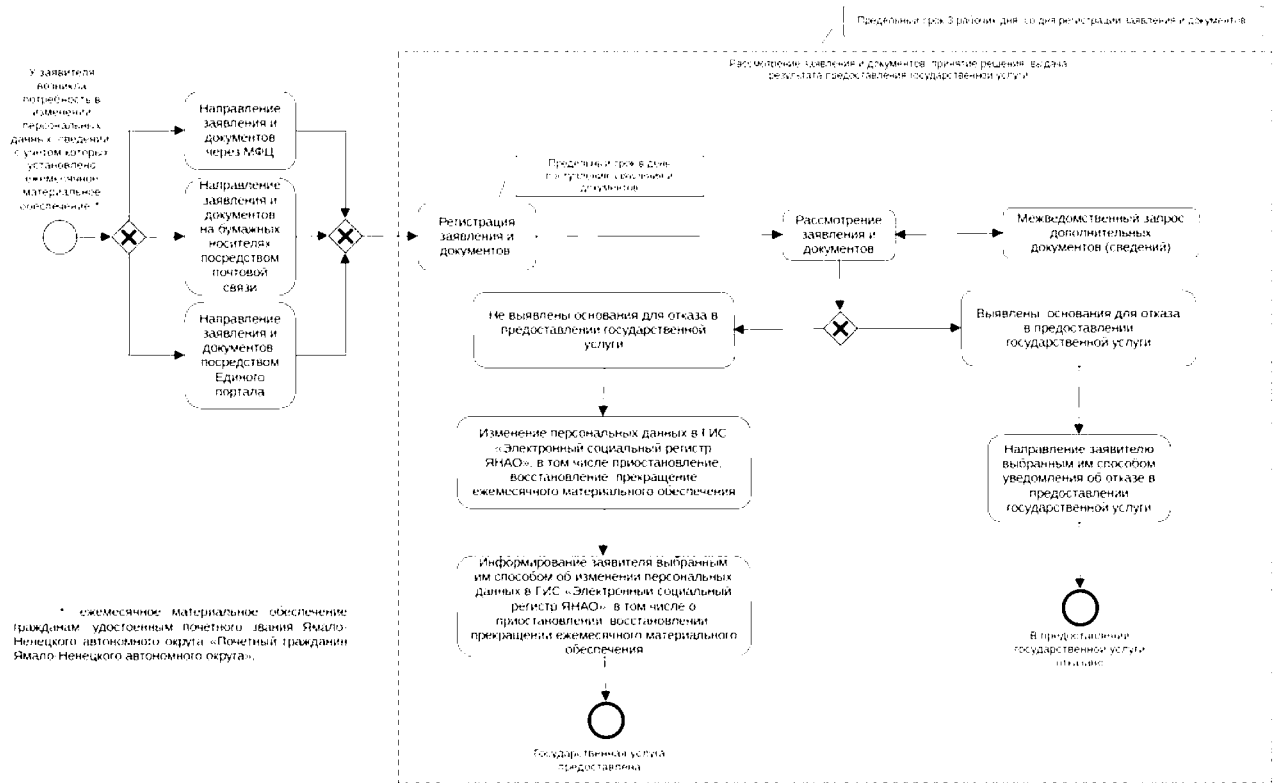 Предельный срок 3 рабочих дня со дня регистрации заявления и документов
Рассмотрение заявления и документов принятие решения выдача
результата предоставления государственной услуги
У заявителя
возникла
потребность в
изменении
персональных
данных сведений
с учетом которых
установлено
ежемесячное
материальное
обеспечение *
Направление
заявления и
документов
через МФЦ
Направление
заявления и
документов
на бумажных
носителях
посредством
почтовой
связи
Направление
заявления и
документов
посредством
Единого
портала
Предельный срок в день
поступления заявления и
документов
Регистрация
заявления и
документов
Рассмотрение
заявления и
документов
Межведомственный запрос
дополнительных
документов (сведений)
Не выявлены основания для отказа в
предоставлении государственной
услуги
Выявлены основания для отказа
в предоставлении
государственной услуги
Изменение персональных данных в ГИС
«Электронный социальный регистр
ЯНАО», в том числе приостановление,
восстановление прекращение
ежемесячного материального обеспечения
Направление заявителю
выбранным им способом
уведомления об отказе в
предоставлении
государственной услуги
Информирование заявителя выбранным
им способом об изменении персональных
данных в ГИС «Электронный социальный
регистр ЯНАО» в том числе о
приостановлении восстановлении
прекращении ежемесячного материального
обеспечения
В предоставлении
государственной услуги
отказано
Государственная услуга
предоставлена
* ежемесячное материальное обеспечение
гражданам удостоенным почетного звания Ямало-
Ненецкого автономного округа «Почетный гражданин
Ямало-Ненецкого автономного округа».